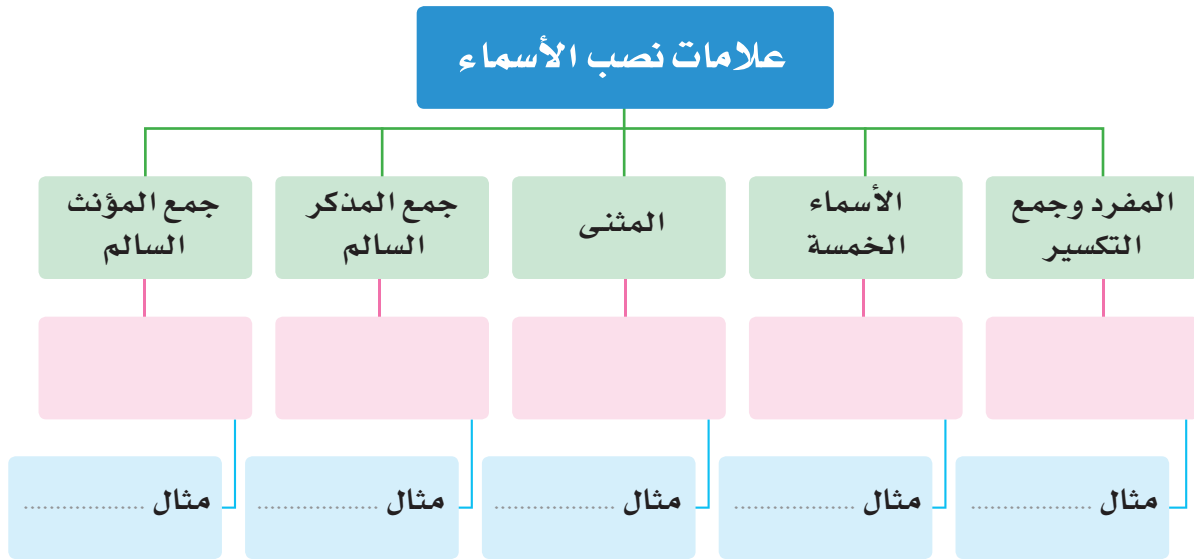 علامات نصب الأسماء
المفرد وجمع
التكسير
الأسماء
الخمسة
المثنى
جمع المذكر
السالم
جمع المؤنث
السالم
مثال ..................
مثال ..................
مثال ..................
مثال ..................
مثال ..................